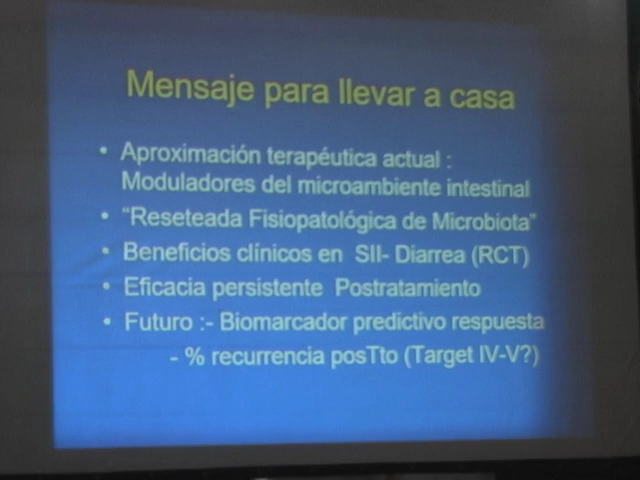 Mensaje para llevar a casa
• Aproximación terapéutica actual :
Moduladores del microambiente intestinal
• “Reseteada Fisiopatológica de Microbiota”
• Beneficios clínicos en SII- Diarrea (RCT)
• Eficacia persistente Postratamiento
• Futuro :- Biomarcador predictivo respuesta
- % recurrencia posTto (Target IV-V?)